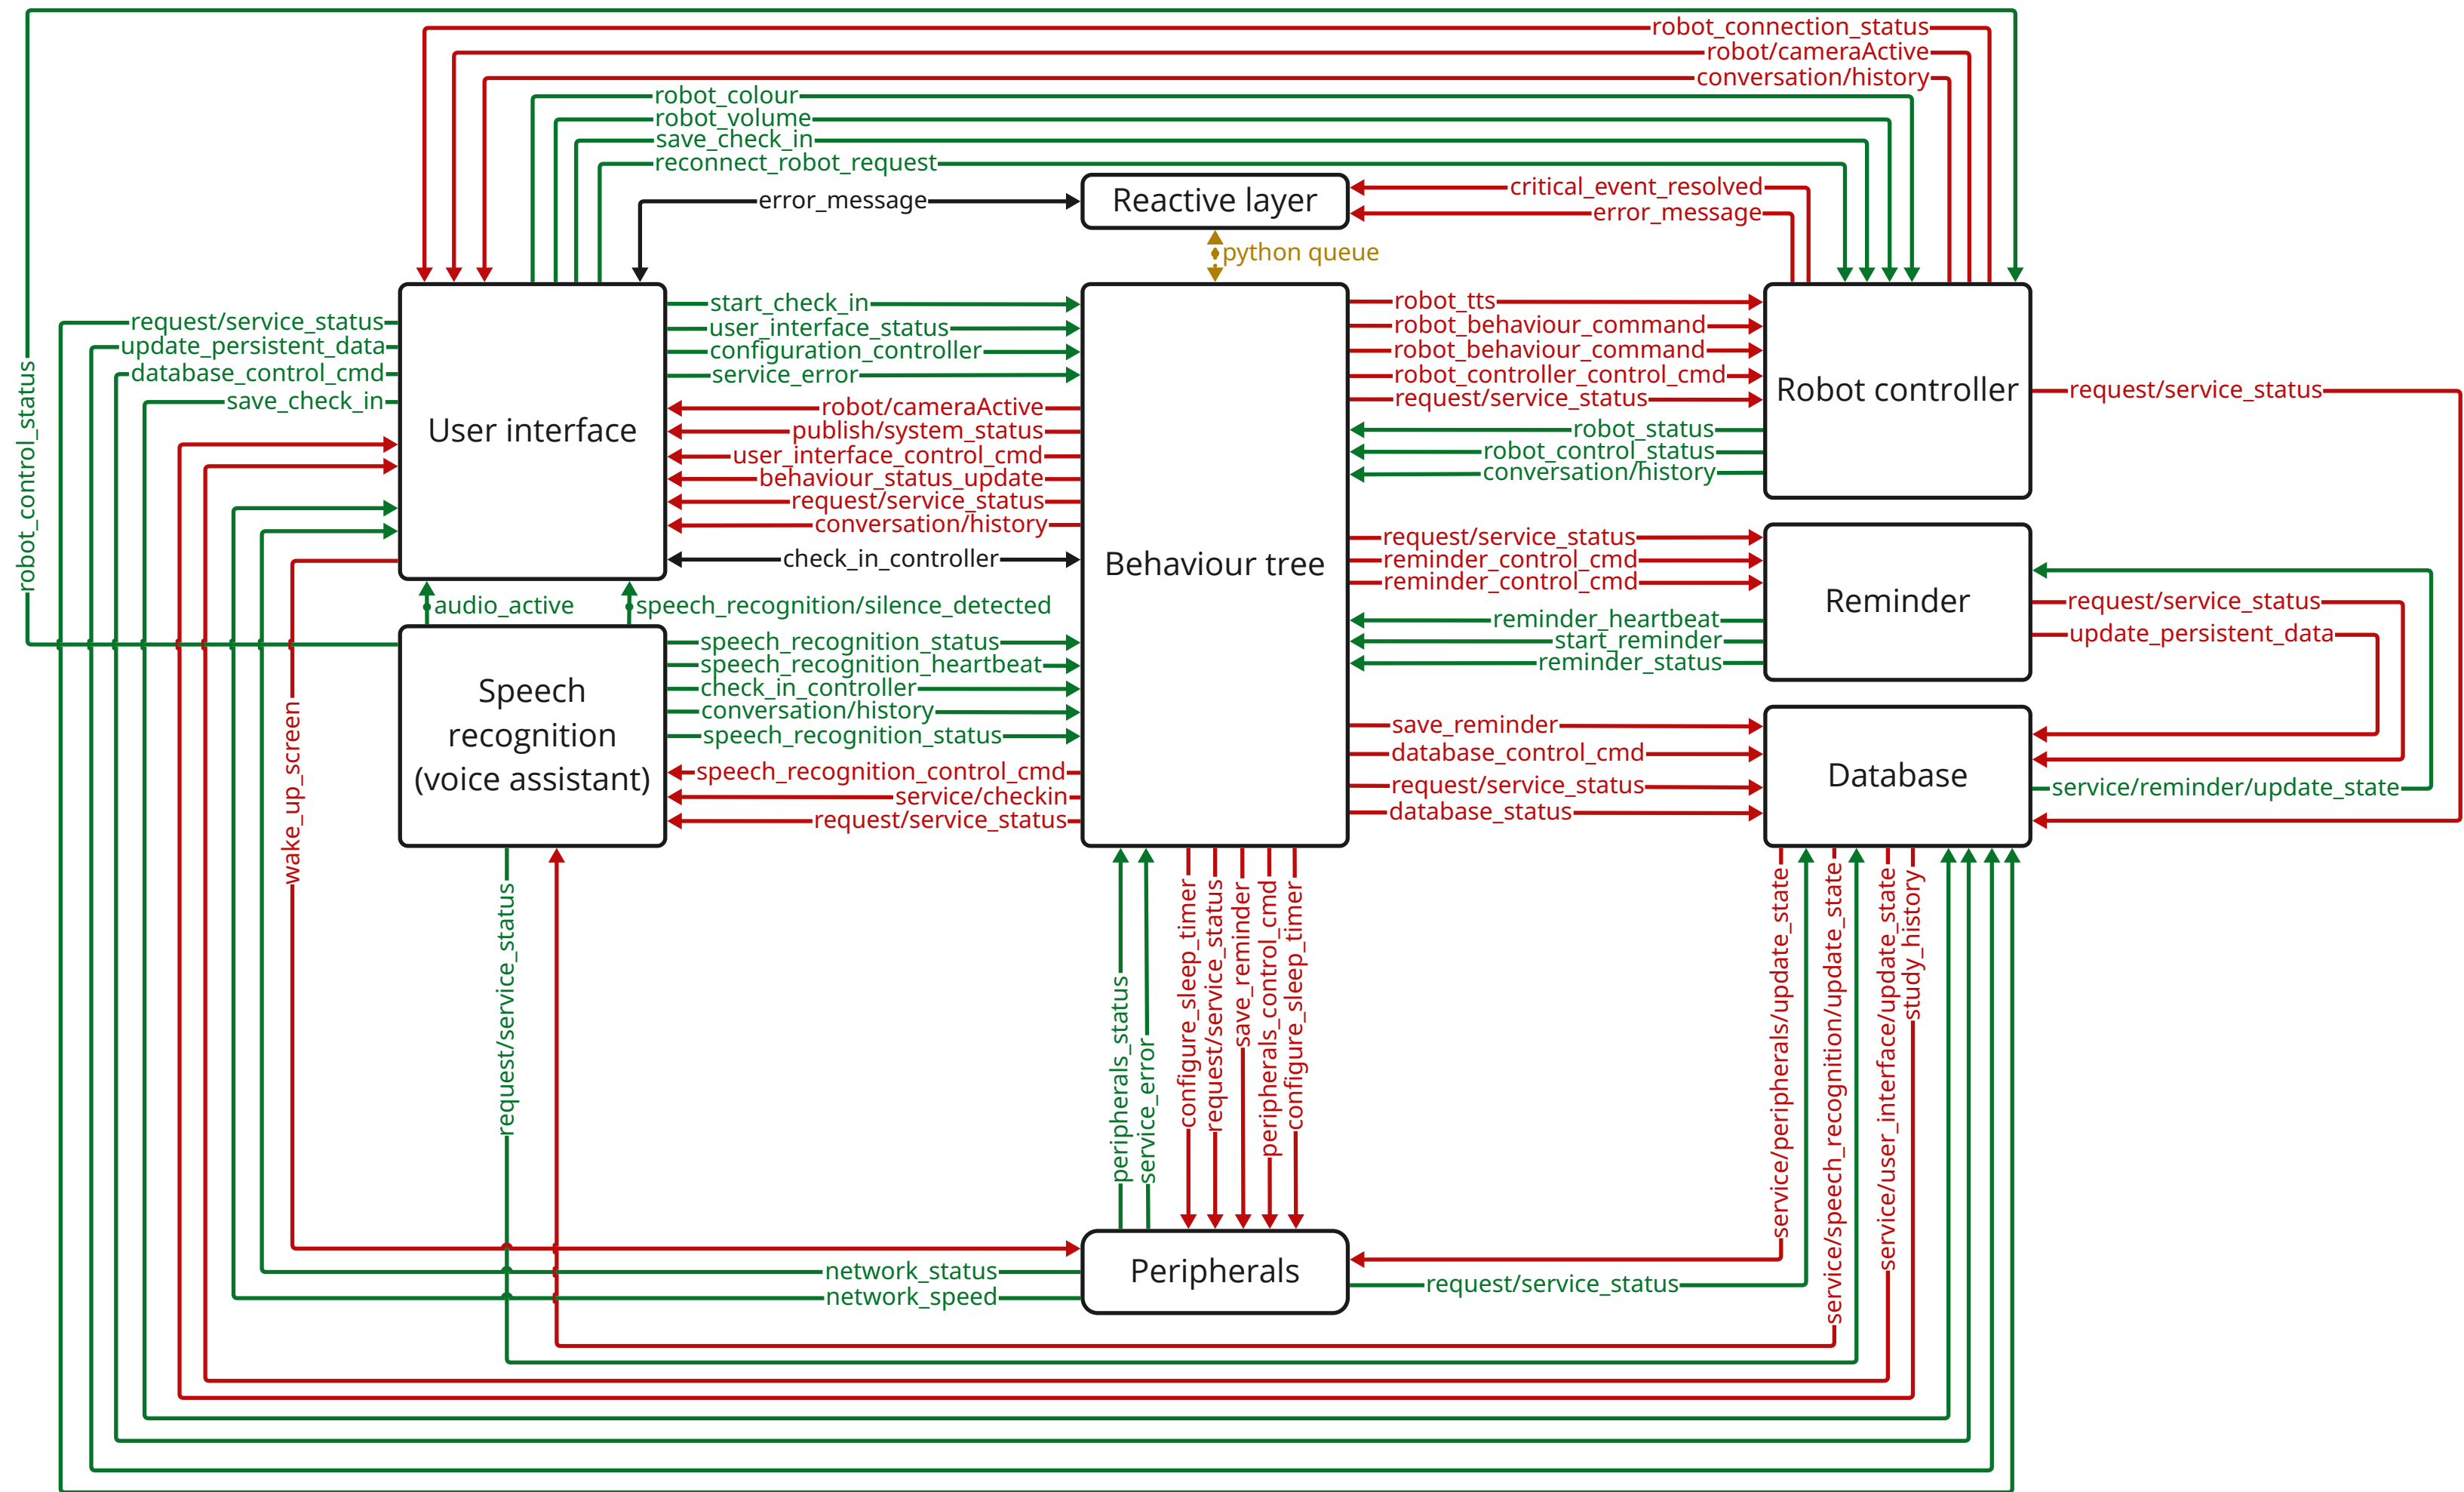 robot_connection_status
robot/cameraActive
conversation/history
robot_colour
robot_volume
save_check_in
reconnect_robot_request
error_message
Reactive layer
critical_event_resolved
error_message
python queue
robot_control_status
request/service_status
update_persistent_data
database_control_cmd
save_check_in
User interface
start_check_in
user_interface_status
configuration_controller
service_error
robot/cameraActive
publish/system_status
user_interface_control_cmd
behaviour_status_update
request/service_status
conversation/history
check_in_controller
Behaviour tree
robot_tts
robot_behaviour_command
robot_behaviour_command
robot_controller_control_cmd
request/service_status
robot_status
robot_control_status
conversation/history
Robot controller
request/service_status
request/service_status
reminder_control_cmd
reminder_control_cmd
reminder_heartbeat
start_reminder
reminder_status
Reminder
request/service_status
update_persistent_data
audio_active
speech_recognition/silence_detected
Speech
recognition
(voice assistant)
speech_recognition_status
speech_recognition_heartbeat
check_in_controller
conversation/history
speech_recognition_status
speech_recognition_control_cmd
service/checkin
request/service_status
save_reminder
database_control_cmd
request/service_status
database_status
Database
service/reminder/update_state
wake_up_screen
request/service_status
peripherals_status
service_error
configure_sleep_timer
request/service_status
save_reminder
peripherals_control_cmd
configure_sleep_timer
service/peripherals/update_state
service/speech_recognition/update_state
service/user_interface/update_state
study_history
Peripherals
network_status
network_speed
request/service_status